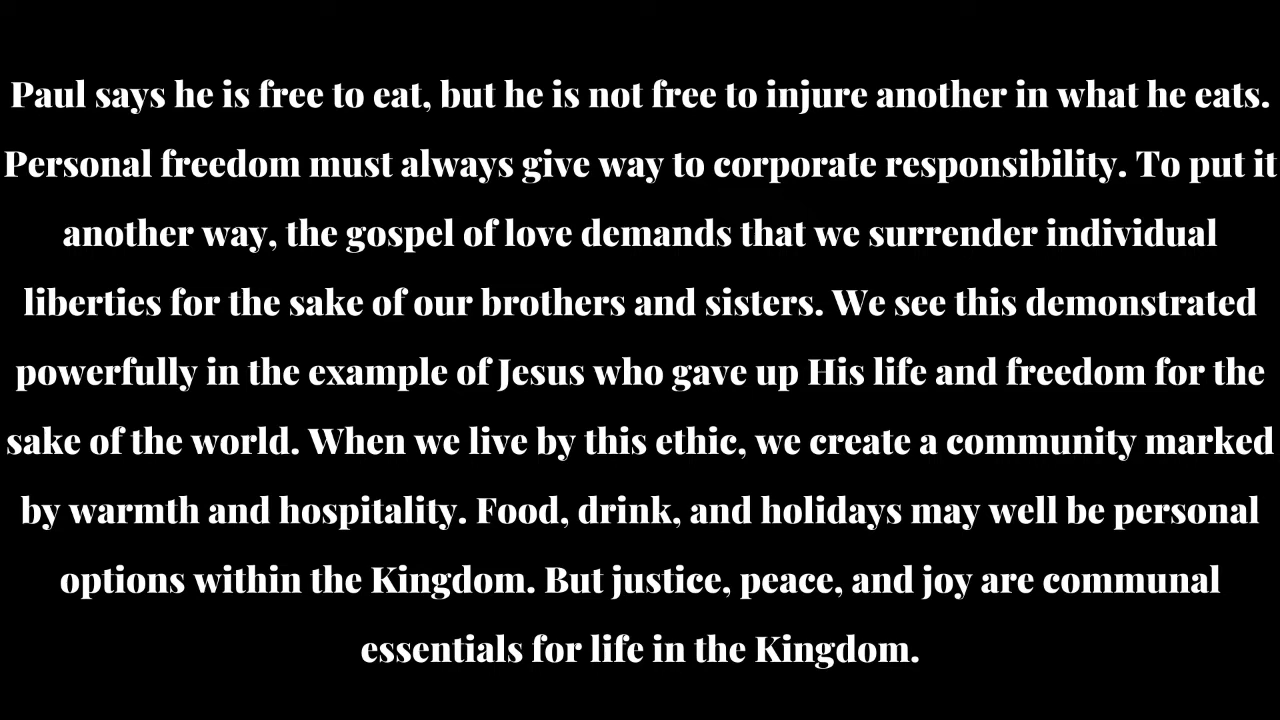 Paul says he is free to eat, but he is not free to injure another in what he eats.
Personal freedom must always give way to corporate responsibility. To put it
another way, the gospel of love demands that we surrender individual
liberties for the sake of our brothers and sisters. We see this demonstrated
powerfully in the example of Jesus who gave up His life and freedom for the
sake of the world. When we live by this ethic, we create a community marked
by warmth and hospitality. Food, drink, and holidays may well be personal
options within the Kingdom. But justice, peace, and joy are communal
essentials for life in the Kingdom.